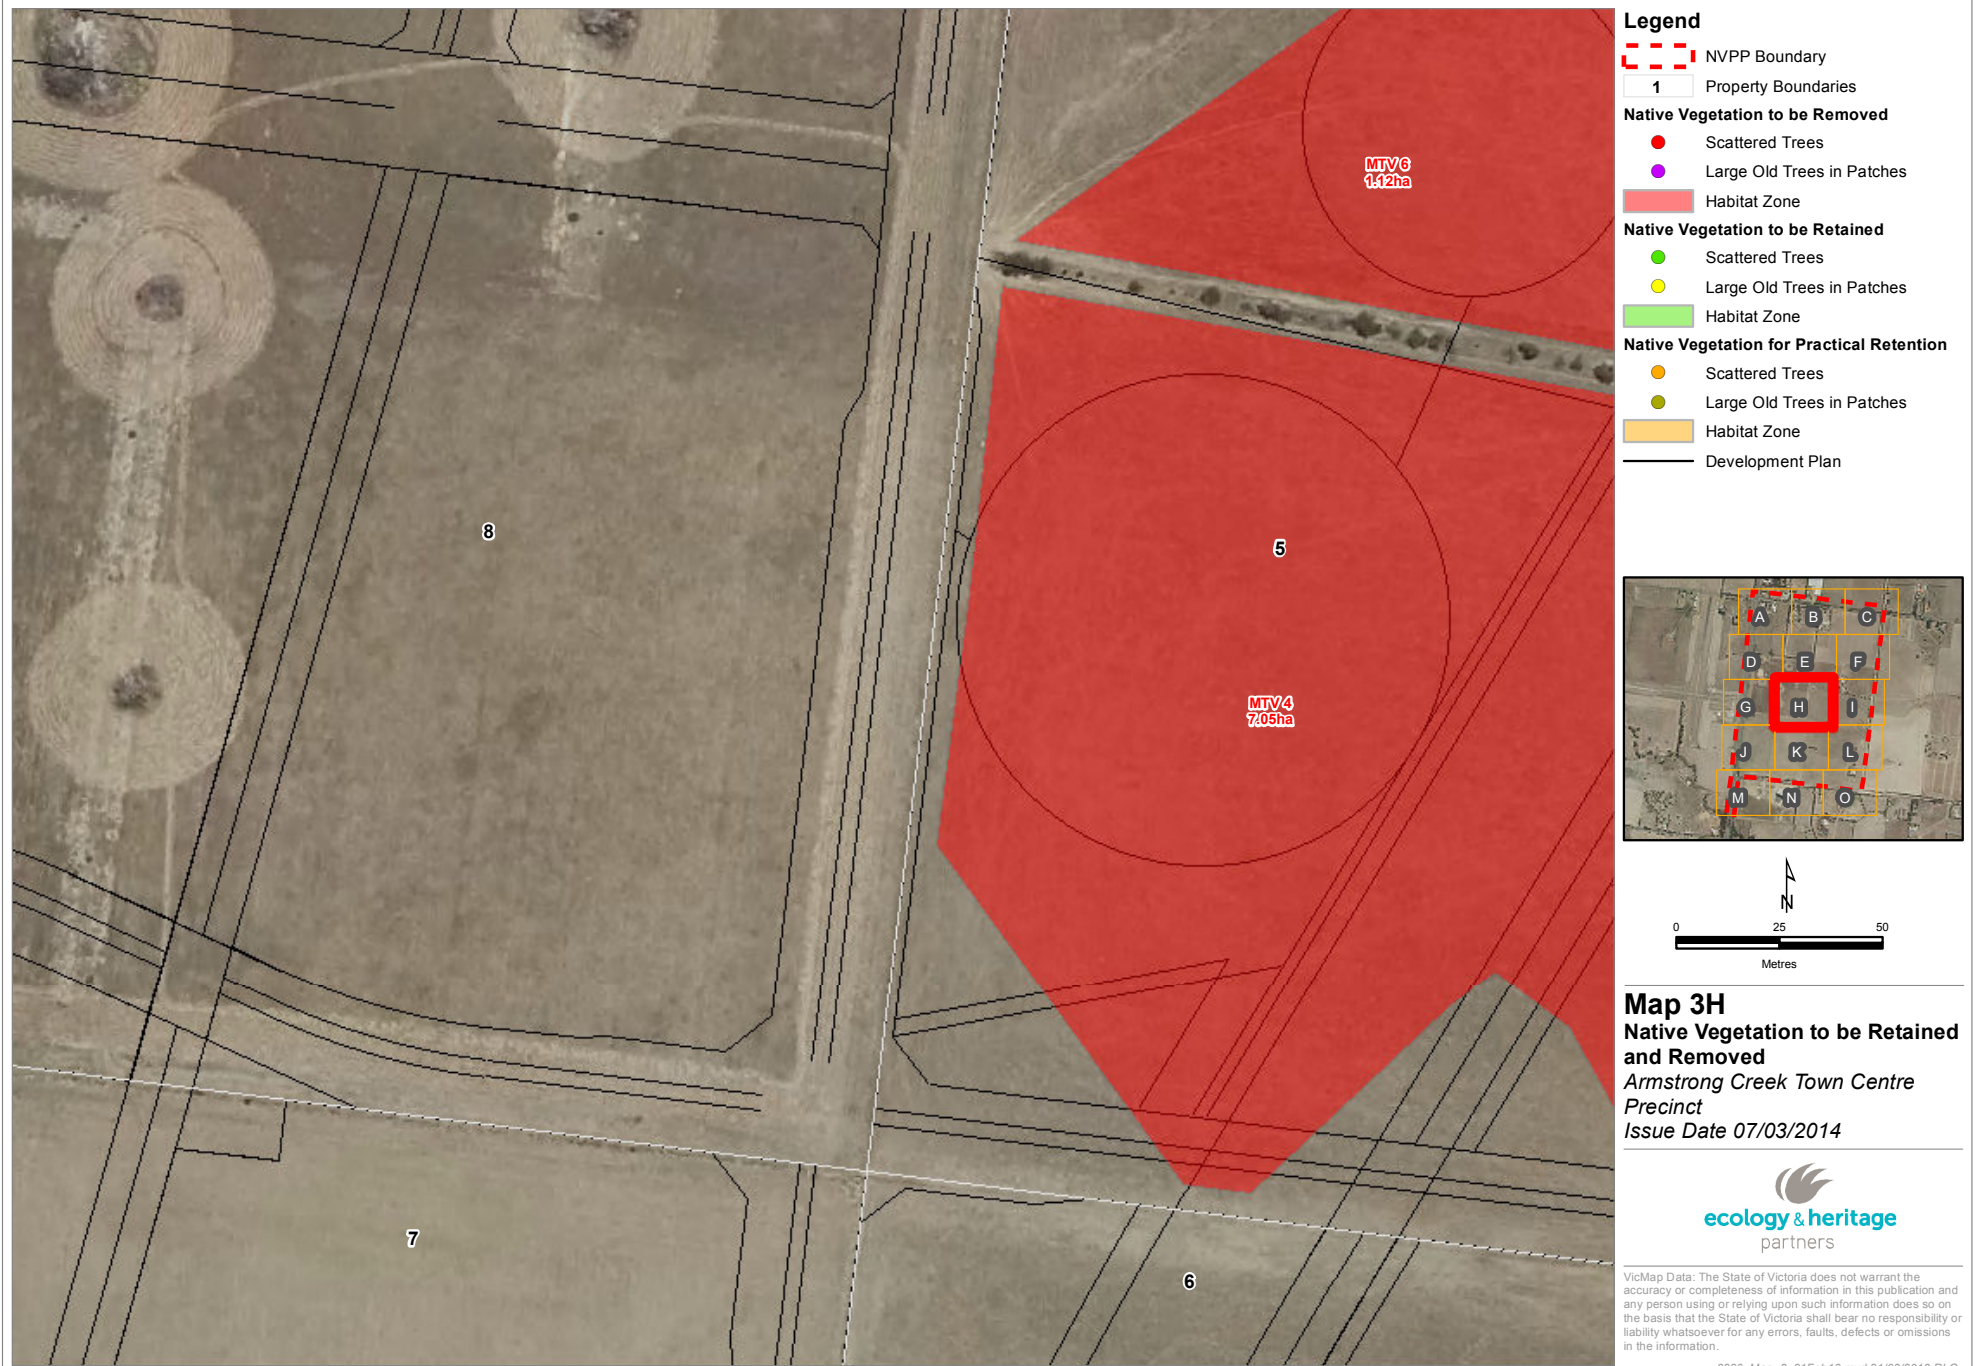 MTV 6
1.12ha
8
5
MTV 4
7.05ha
7
6
Legend
NVPP Boundary
1 Property Boundaries
Native Vegetation to be Removed
Scattered Trees
Large Old Trees in Patches
Habitat Zone
Native Vegetation to be Retained
Scattered Trees
Large Old Trees in Patches
Habitat Zone
Native Vegetation for Practical Retention
Scattered Trees
Large Old Trees in Patches
Habitat Zone
Development Plan
A B C
D E F
G H I
J K L
M N O
N
0 25 50
Metres
Map 3H
Native Vegetation to be Retained
and Removed
Armstrong Creek Town Centre
Precinct
Issue Date 07/03/2014
ecology & heritage
partners
VicMap Data: The State of Victoria does not warrant the
accuracy or completeness of information in this publication and
any person using or relying upon such information does so on
the basis that the State of Victoria shall bear no responsibility or
liability whatsoever for any errors, faults, defects or omissions
in the information.